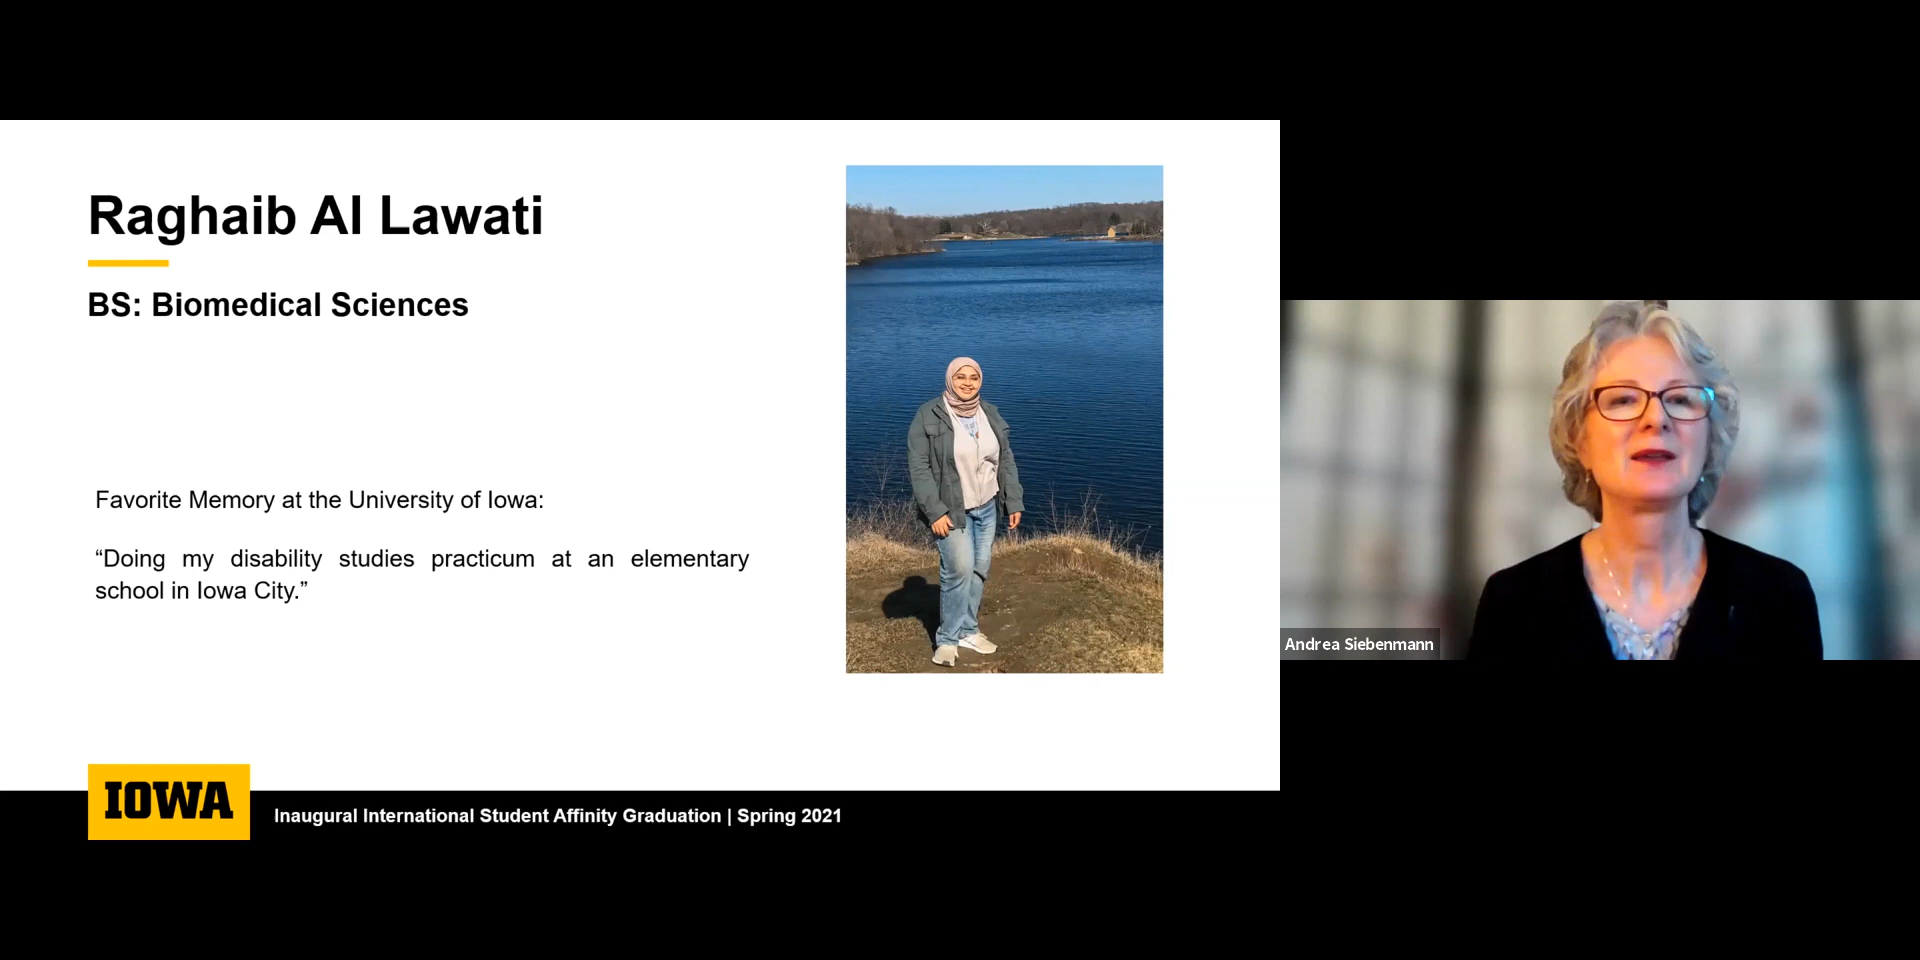 Raghaib Al Lawati
BS: Biomedical Sciences
Favorite Memory at the University of Iowa:
“Doing my disability studies practicum at an elementary
school in Iowa City.”
Andrea Siebenmann
IOWA
Inaugural International Student Affinity Graduation | Spring 2021